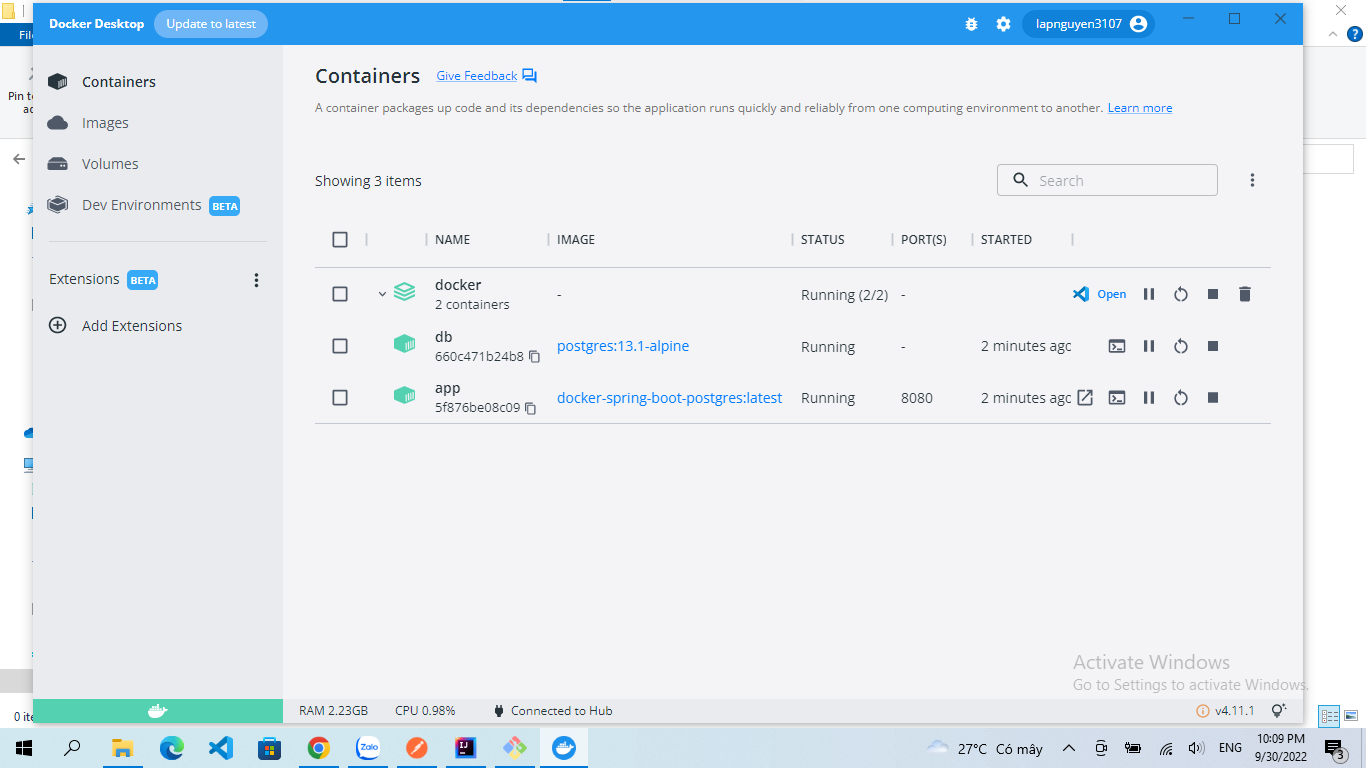 Docker Desktop
Update to latest
lapnguyen3107
Fil
Pin to
ac
Containers
Images
Volumes
Dev Environments BETA
Extensions BETA
Add Extensions
Containers Give Feedback
A container packages up code and its dependencies so the application runs quickly and reliably from one computing environment to another. Learn more
Showing 3 items
Search
NAME IMAGE STATUS PORT(S) STARTED
docker
2 containers
- Running (2/2) - Open
db
660c471b24b8
postgres:13.1-alpine Running - 2 minutes ago
app
5f876be08c09
docker-spring-boot-postgres:latest Running 8080 2 minutes ago
Activate Windows
Go to Settings to activate Windows.
0 ite
RAM 2.23GB CPU 0.98% Connected to Hub v4.11.1
Zalo
IJ
27°C Có mây ENG
10:09 PM
9/30/2022
3